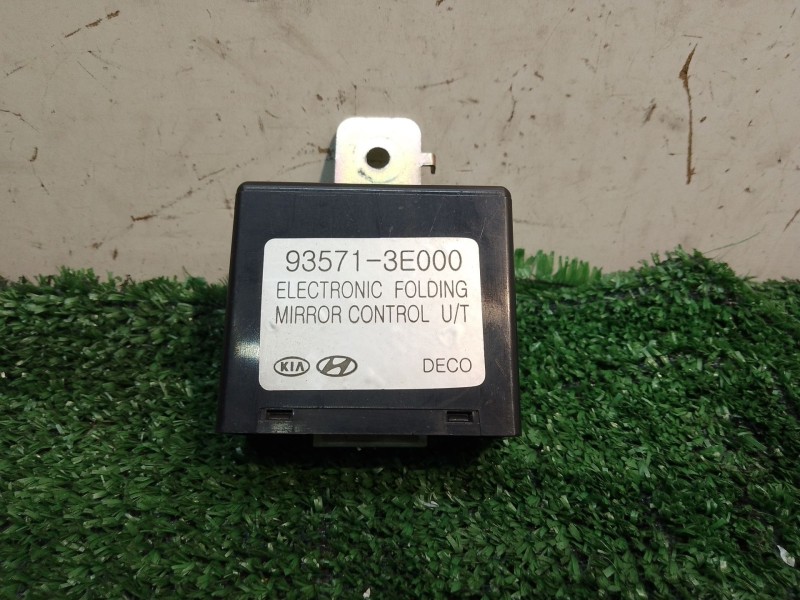 93571-3E000
ELECTRONIC FOLDING
MIRROR CONTROL U/T
KIA DECO